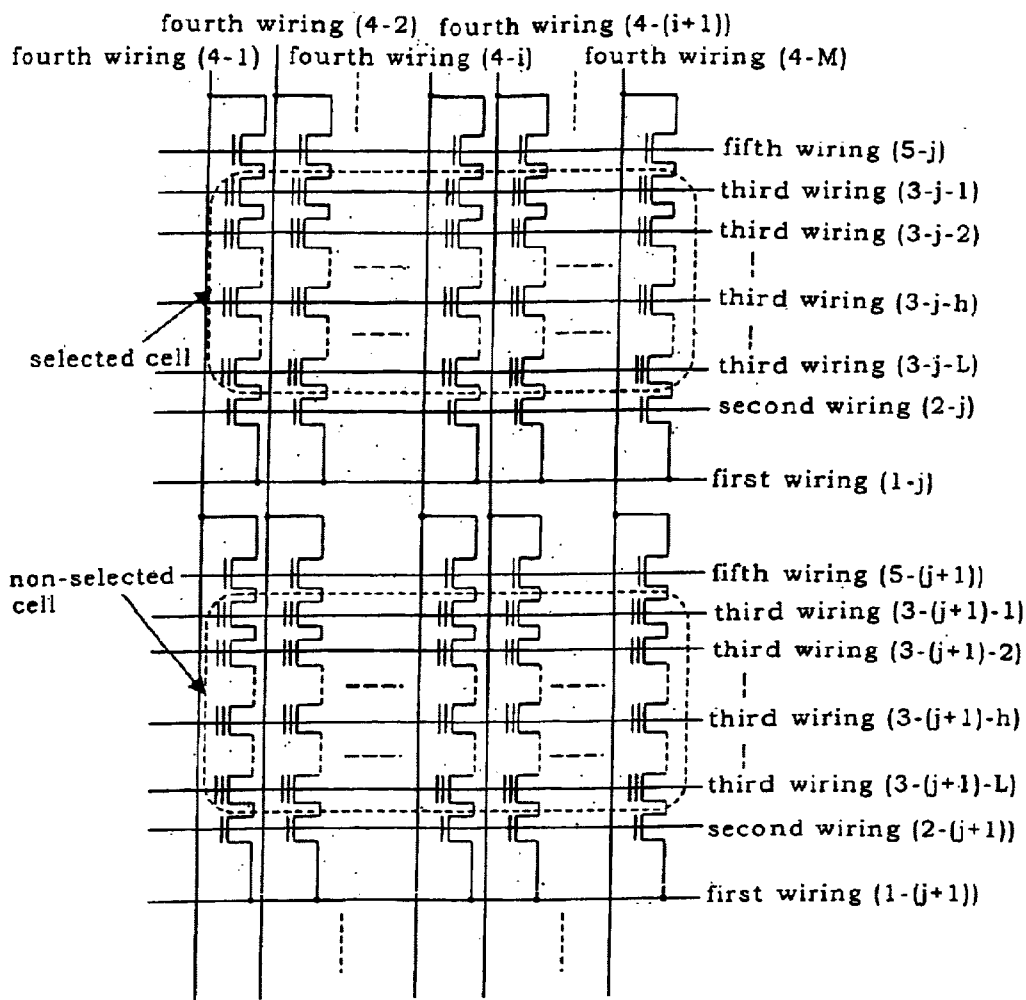 fourth wiring (4-2) fourth wiring (4-(i+1))
fourth wiring (4-1) fourth wiring (4-i) fourth wiring (4-M)
fifth wiring (5-j)
third wiring (3-j-1)
third wiring (3-j-2)
third wiring (3-j-h)
selected cell
third wiring (3-j-L)
second wiring (2-j)
first wiring (1-j)
non-selected
cell
fifth wiring (5-(j+1))
third wiring (3-(j+1)-1)
third wiring (3-(j+1)-2)
third wiring (3-(j+1)-h)
third wiring (3-(j+1)-L)
second wiring (2-(j+1))
first wiring (1-(j+1))